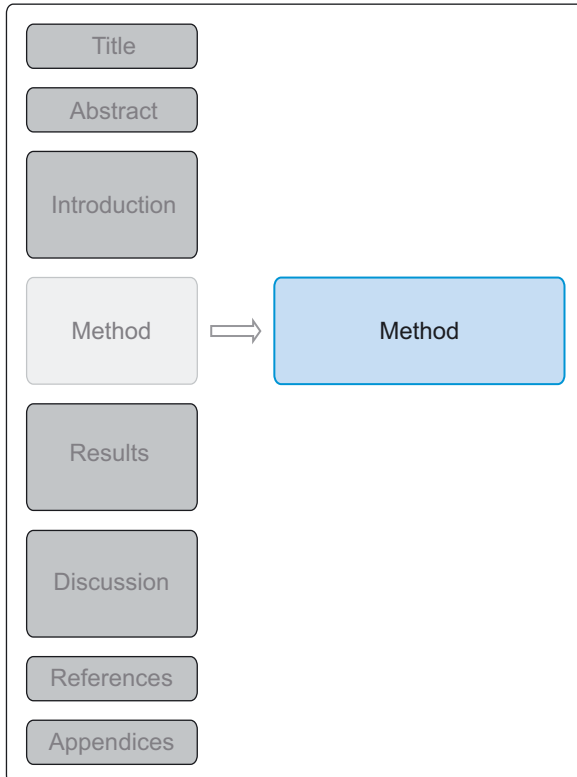 Title
Abstract
Introduction
Method
Method
Results
Discussion
References
Appendices